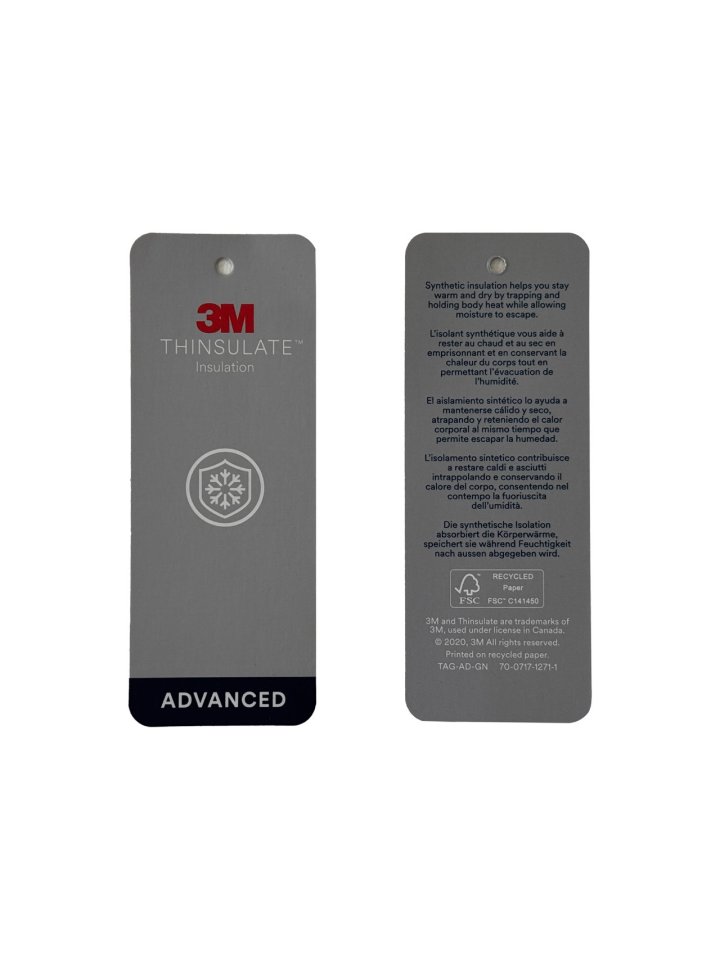 3M
THINSULATE™
Insulation
ADVANCED
Synthetic insulation helps you stay
warm and dry by trapping and
holding body heat while allowing
moisture to escape.
L'isolant synthétique vous aide à
rester au chaud et au sec en
emprisonnant et en conservant la
chaleur du corps tout en
permettant l'évacuation de
l'humidité.
El aislamiento sintético lo ayuda a
mantenerse cálido y seco,
atrapando y reteniendo el calor
corporal al mismo tiempo que
permite escapar la humedad.
L'isolamento sintetico contribuisce
a restare caldi e asciutti
intrappolando e conservando il
calore del corpo, consentendo nel
contempo la fuoriuscita
dell'umidità.
Die synthetische Isolation
absorbiert die Körperwärme,
speichert sie während Feuchtigkeit
nach aussen abgegeben wird.
RECYCLED
Paper
FSC
FSC™ C141450
3M and Thinsulate are trademarks of
3M, used under license in Canada.
© 2020, 3M All rights reserved.
Printed on recycled paper.
TAG-AD-GN 70-0717-1271-1